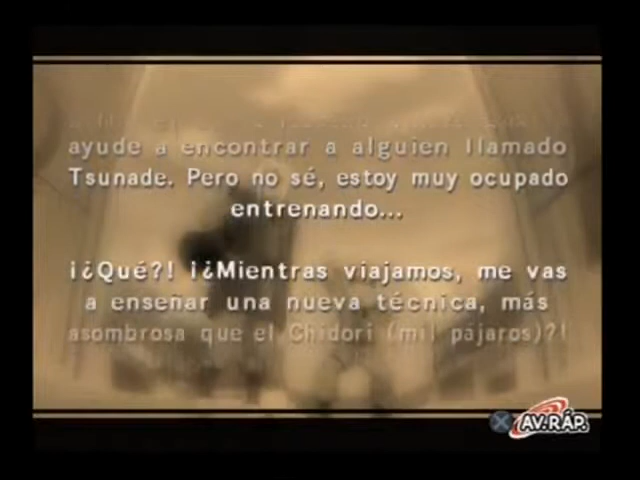 ayude a encontrar a alguien llamado
Tsunade. Pero no sé, estoy muy ocupado
entrenando...
¡¿Qué?! ¡¿Mientras viajamos, me vas
a enseñar una nueva técnica, más
asombrosa que el Chidori (mil pájaros)?!
AV.RÁP.